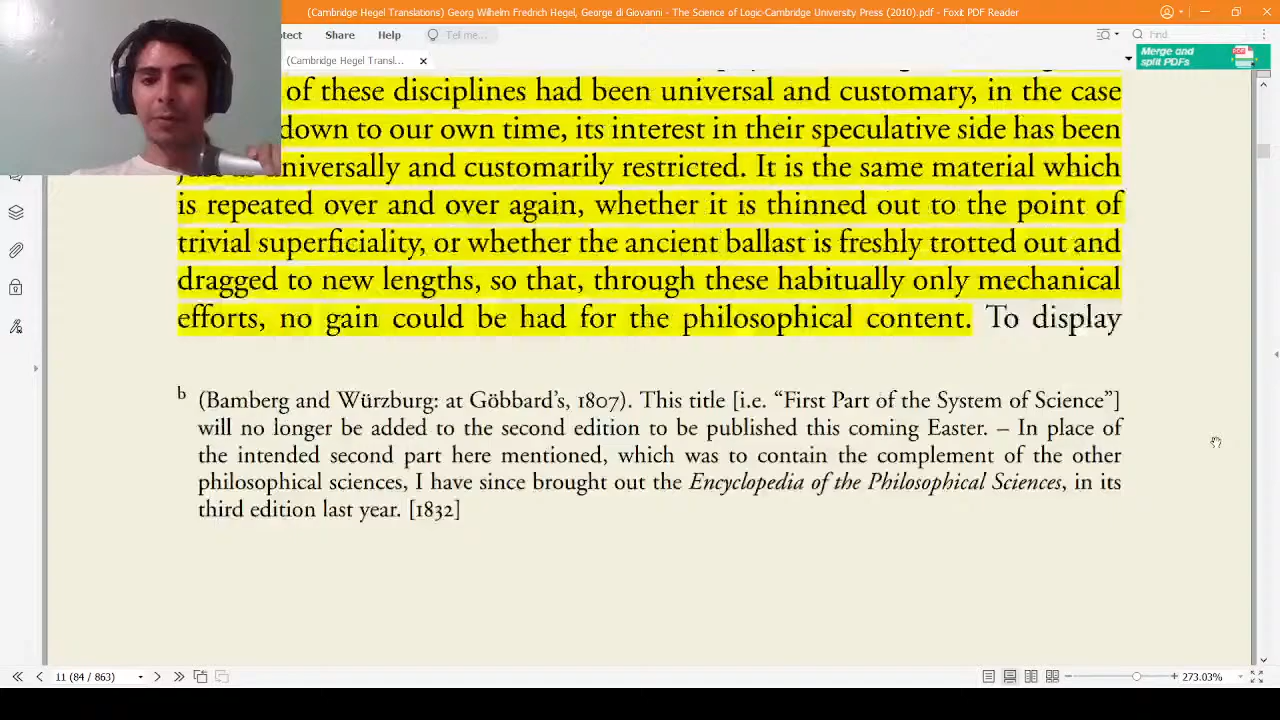 (Cambridge Hegel Translations) Georg Wilhelm Fredrich Hegel, George di Giovanni - The Science of Logic-Cambridge University Press (2010).pdf - Foxit PDF Reader
Share Help Tell me... Find
(Cambridge Hegel Transl... Merge and
split PDFs
of these disciplines had been universal and customary, in the case
down to our own time, its interest in their speculative side has been
universally and customarily restricted. It is the same material which
is repeated over and over again, whether it is thinned out to the point of
trivial superficiality, or whether the ancient ballast is freshly trotted out and
dragged to new lengths, so that, through these habitually only mechanical
efforts, no gain could be had for the philosophical content. To display
b (Bamberg and Würzburg: at Göbbard's, 1807). This title [i.e. “First Part of the System of Science”]
will no longer be added to the second edition to be published this coming Easter. – In place of
the intended second part here mentioned, which was to contain the complement of the other
philosophical sciences, I have since brought out the Encyclopedia of the Philosophical Sciences, in its
third edition last year. [1832]
11 (84 / 863) 273.03%